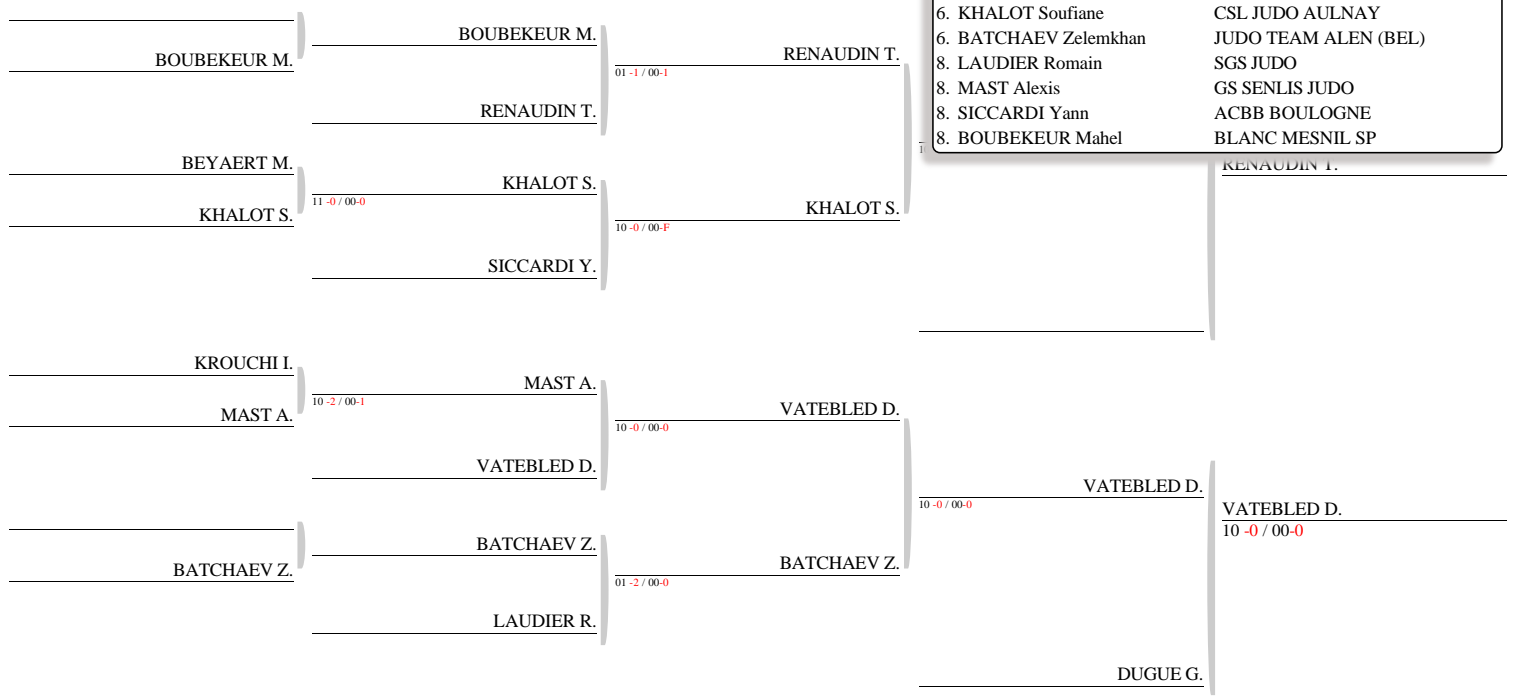 6. KHALOT Soufiane CSL JUDO AULNAY
6. BATCHAEV Zelemkhan JUDO TEAM ALEN (BEL)
8. LAUDIER Romain SGS JUDO
8. MAST Alexis GS SENLIS JUDO
8. SICCARDI Yann ACBB BOULOGNE
8. BOUBEKEUR Mahel BLANC MESNIL SP
BOUBEKEUR M.
BOUBEKEUR M.
RENAUDIN T.
01 -1 / 00-1
RENAUDIN T.
BEYAERT M.
RENAUDIN T.
KHALOT S.
11 -0 / 00-0
KHALOT S.
KHALOT S.
10 -0 / 00-F
SICCARDI Y.
KROUCHI I.
MAST A.
10 -2 / 00-1
MAST A.
VATEBLED D.
10 -0 / 00-0
VATEBLED D.
VATEBLED D.
10 -0 / 00-0
VATEBLED D.
10 -0 / 00-0
BATCHAEV Z.
BATCHAEV Z.
BATCHAEV Z.
01 -2 / 00-0
LAUDIER R.
DUGUE G.